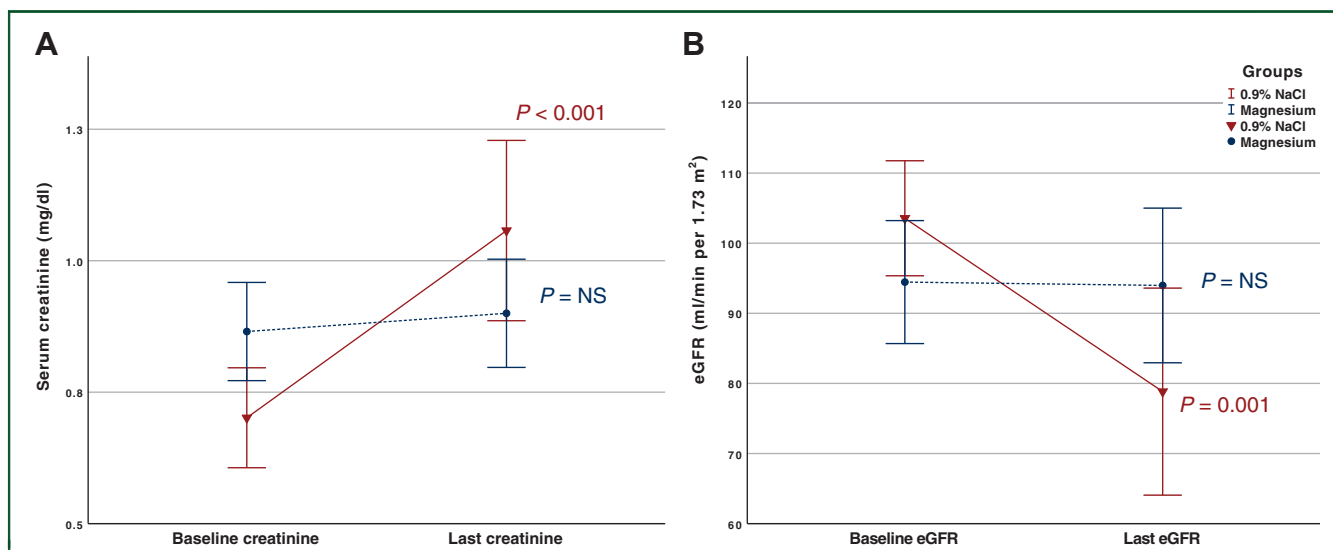 A
Serum creatinine (mg/dl)
1.3
1.0
0.8
0.5
P < 0.001
P = NS
Baseline creatinine
Last creatinine
B
eGFR (ml/min per 1.73 m²)
120
110
100
90
80
70
60
Groups
0.9% NaCl
Magnesium
0.9% NaCl
Magnesium
P = NS
P = 0.001
Baseline eGFR
Last eGFR